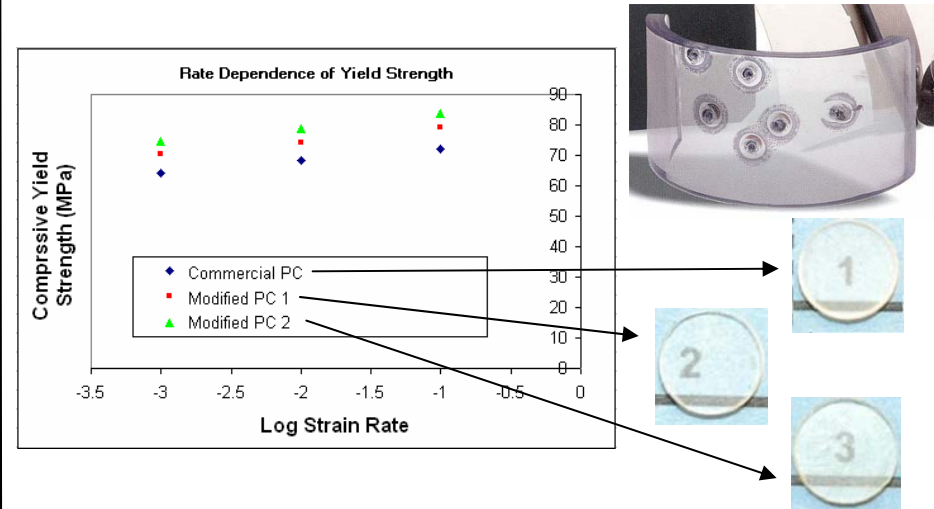 Rate Dependence of Yield Strength
Comprssive Yield
Strength (MPa)
90
80
70
60
50
40
30
20
10
0
Commercial PC
Modified PC 1
Modified PC 2
-3.5 -3 -2.5 -2 -1.5 -1 -0.5 0
Log Strain Rate
1
2
3